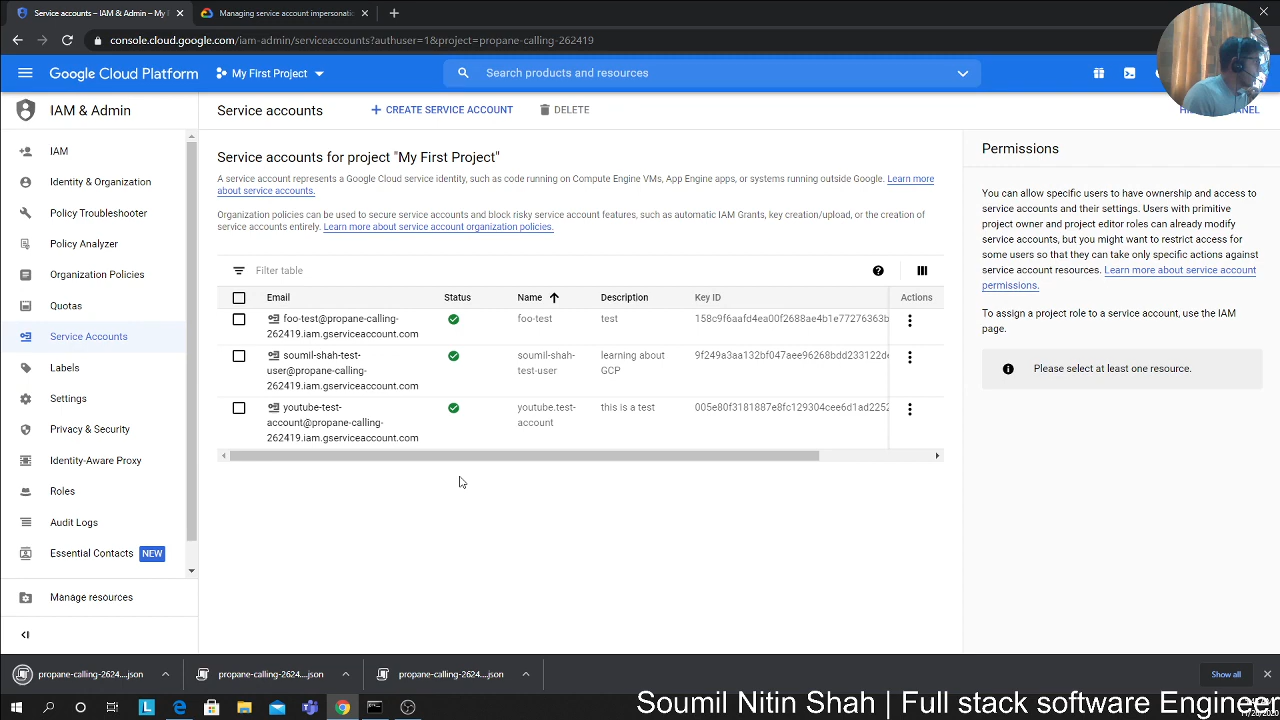 Service accounts – IAM & Admin – My
Managing service account impersonatio
console.cloud.google.com/iam-admin/serviceaccounts?authuser=1&project=propane-calling-262419
Google Cloud Platform
My First Project
Search products and resources
IAM & Admin
Service accounts
CREATE SERVICE ACCOUNT
DELETE
IAM
Identity & Organization
Policy Troubleshooter
Policy Analyzer
Organization Policies
Quotas
Service Accounts
Labels
Settings
Privacy & Security
Identity-Aware Proxy
Roles
Audit Logs
Essential Contacts NEW
Manage resources
Service accounts for project "My First Project"
A service account represents a Google Cloud service identity, such as code running on Compute Engine VMs, App Engine apps, or systems running outside Google. Learn more
about service accounts.
Organization policies can be used to secure service accounts and block risky service account features, such as automatic IAM Grants, key creation/upload, or the creation of
service accounts entirely. Learn more about service account organization policies.
Filter table
Email Status Name Description Key ID Actions
foo-test@propane-calling- foo-test test 158c9f6aafd4ea00f2688ae4b1e77276363b
262419.iam.gserviceaccount.com
soumil-shah-test- soumil-shah- learning about 9f249a3aa132bf047aee96268bdd233122de
user@propane-calling- test-user GCP
262419.iam.gserviceaccount.com
youtube-test- youtube.test- this is a test 005e80f3181887e8fc129304cee6d1ad2252
account@propane-calling- account
262419.iam.gserviceaccount.com
Permissions
You can allow specific users to have ownership and access to
service accounts and their settings. Users with primitive
project owner and project editor roles can already modify
service accounts, but you might want to restrict access for
some users so that they can take only specific actions against
service account resources. Learn more about service account
permissions.
To assign a project role to a service account, use the IAM
page.
Please select at least one resource.
propane-calling-2624....json
propane-calling-2624....json
propane-calling-2624....json
Show all
Soumil Nitin Shah | Full stack software Engineer